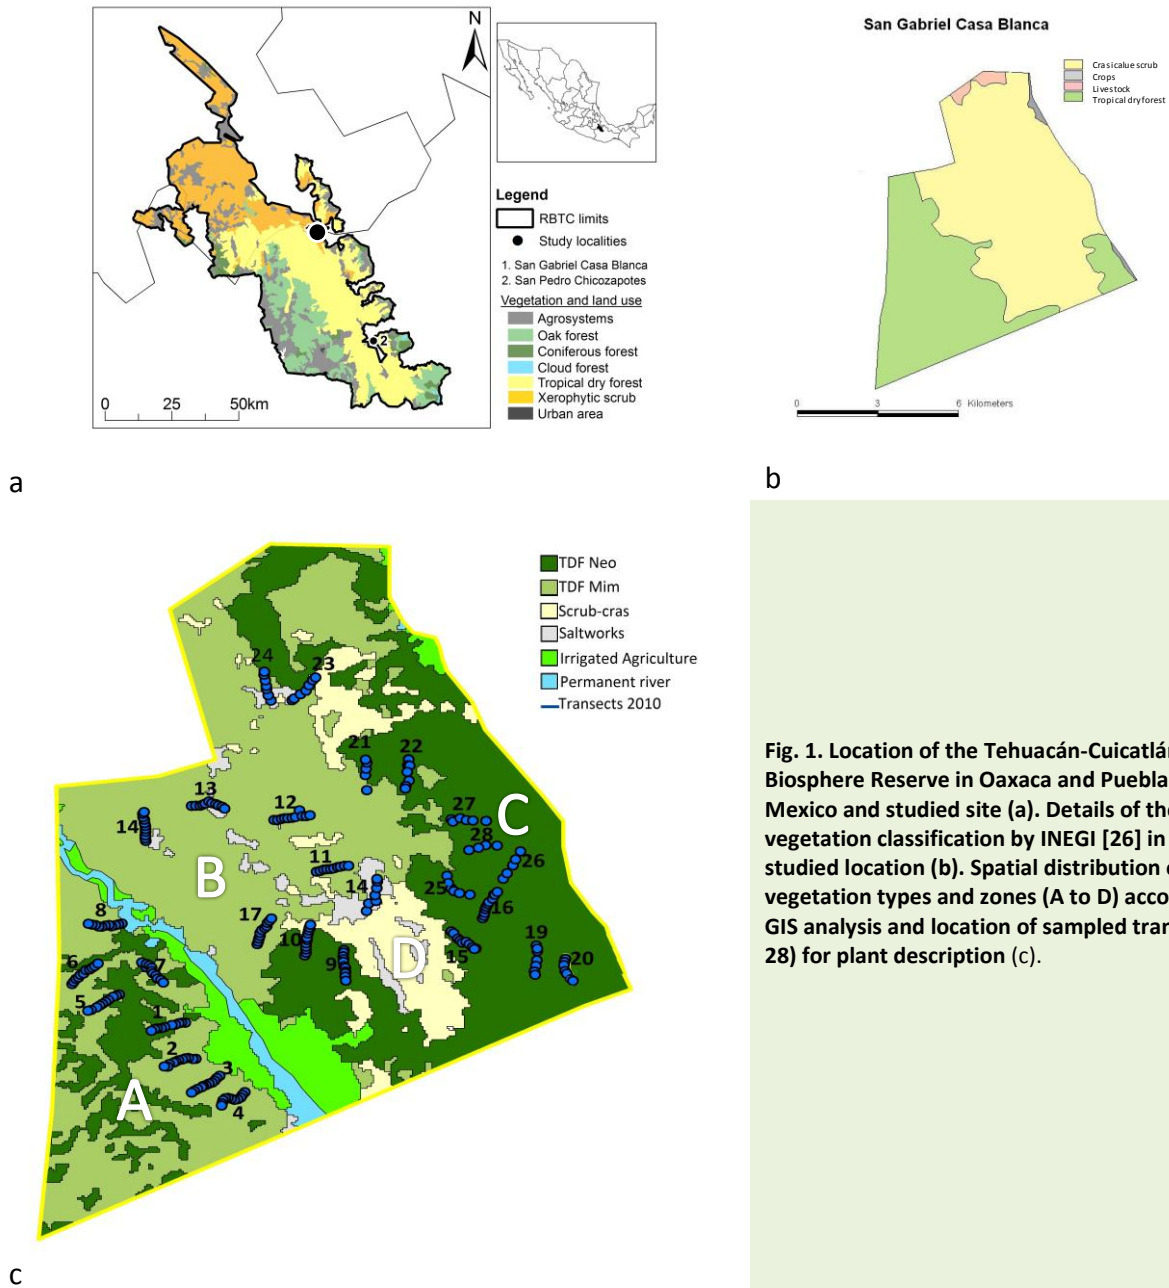 N
Legend
RBTC limits
Study localities
1. San Gabriel Casa Blanca
2. San Pedro Chicozapotes
Vegetation and land use
Agrosystems
Oak forest
Coniferous forest
Cloud forest
Tropical dry forest
Xerophytic scrub
Urban area
2
0 25 50km
a
San Gabriel Casa Blanca
Crasicalue scrub
Crops
Livestock
Tropical dry forest
0 3 6 Kilometers
b
TDF Neo
TDF Mim
Scrub-cras
Saltworks
Irrigated Agriculture
Permanent river
Transects 2010
24
23
21
22
13
12
14
27
C
28
11
26
B
14
25
16
8
17
10
19
15
D
9
20
6
7
5
1
2
3
A
4
c
Fig. 1. Location of the Tehuacán-Cuicatlá
Biosphere Reserve in Oaxaca and Puebla
Mexico and studied site (a). Details of the
vegetation classification by INEGI [26] in
studied location (b). Spatial distribution
vegetation types and zones (A to D) acco
GIS analysis and location of sampled tran
28) for plant description (c).